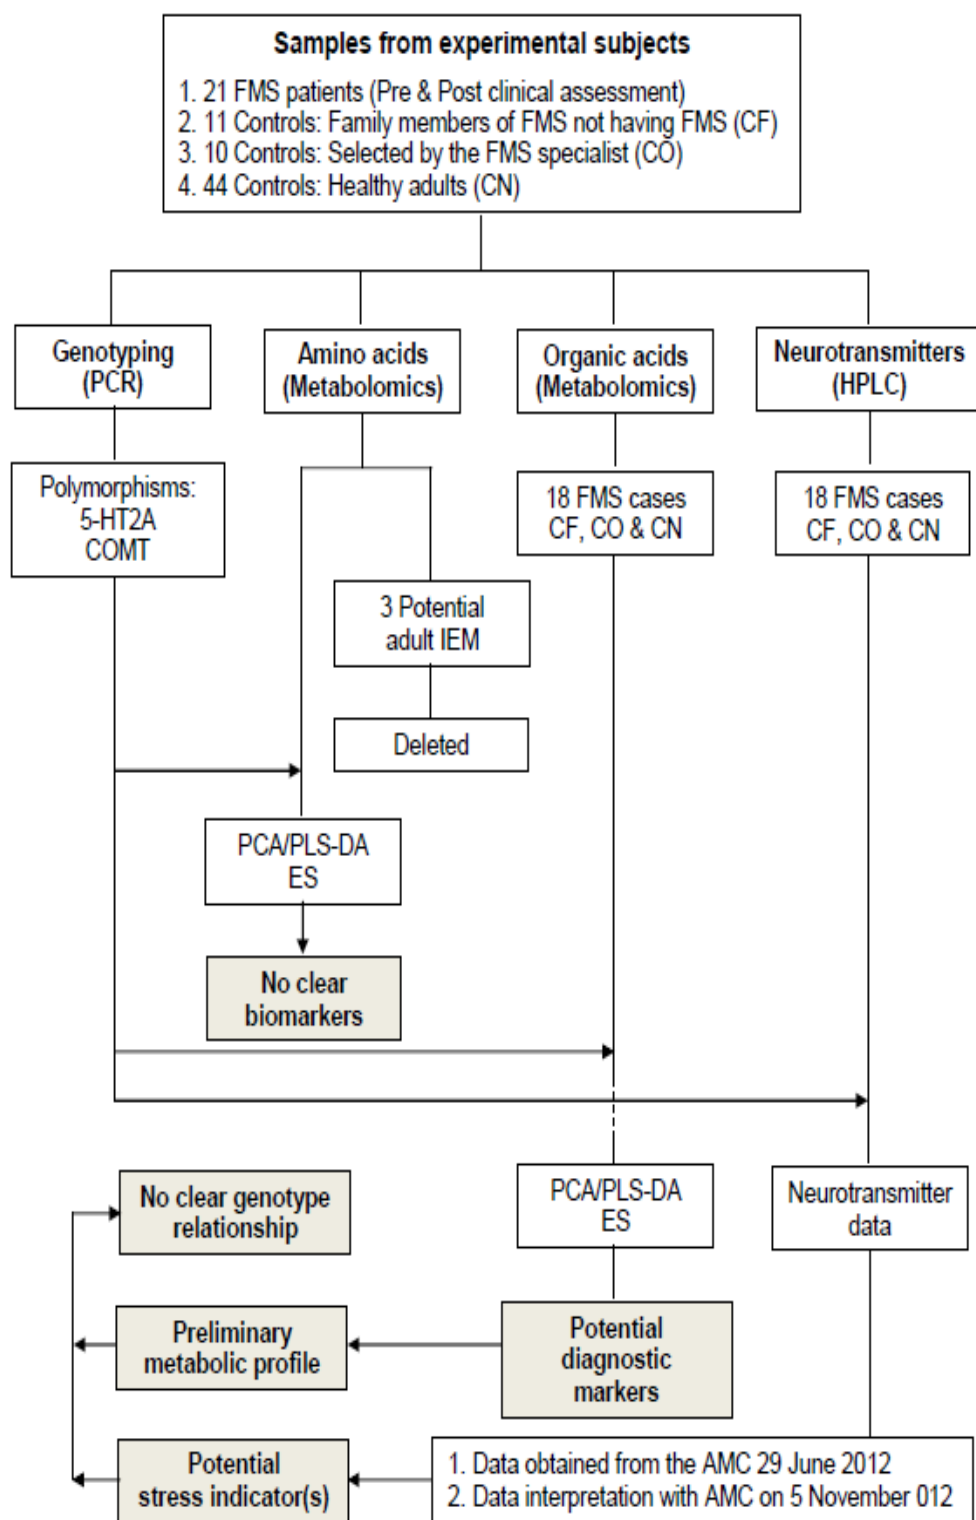 Samples from experimental subjects
1. 21 FMS patients (Pre & Post clinical assessment)
2. 11 Controls: Family members of FMS not having FMS (CF)
3. 10 Controls: Selected by the FMS specialist (CO)
4. 44 Controls: Healthy adults (CN)
Genotyping
(PCR)
Amino acids
(Metabolomics)
Organic acids
(Metabolomics)
Neurotransmitters
(HPLC)
Polymorphisms:
5-HT2A
COMT
18 FMS cases
CF, CO & CN
18 FMS cases
CF, CO & CN
3 Potential
adult IEM
Deleted
PCA/PLS-DA
ES
No clear
biomarkers
PCA/PLS-DA
ES
Neurotransmitter
data
No clear genotype
relationship
Preliminary
metabolic profile
Potential
diagnostic
markers
Potential
stress indicator(s)
1. Data obtained from the AMC 29 June 2012
2. Data interpretation with AMC on 5 November 012